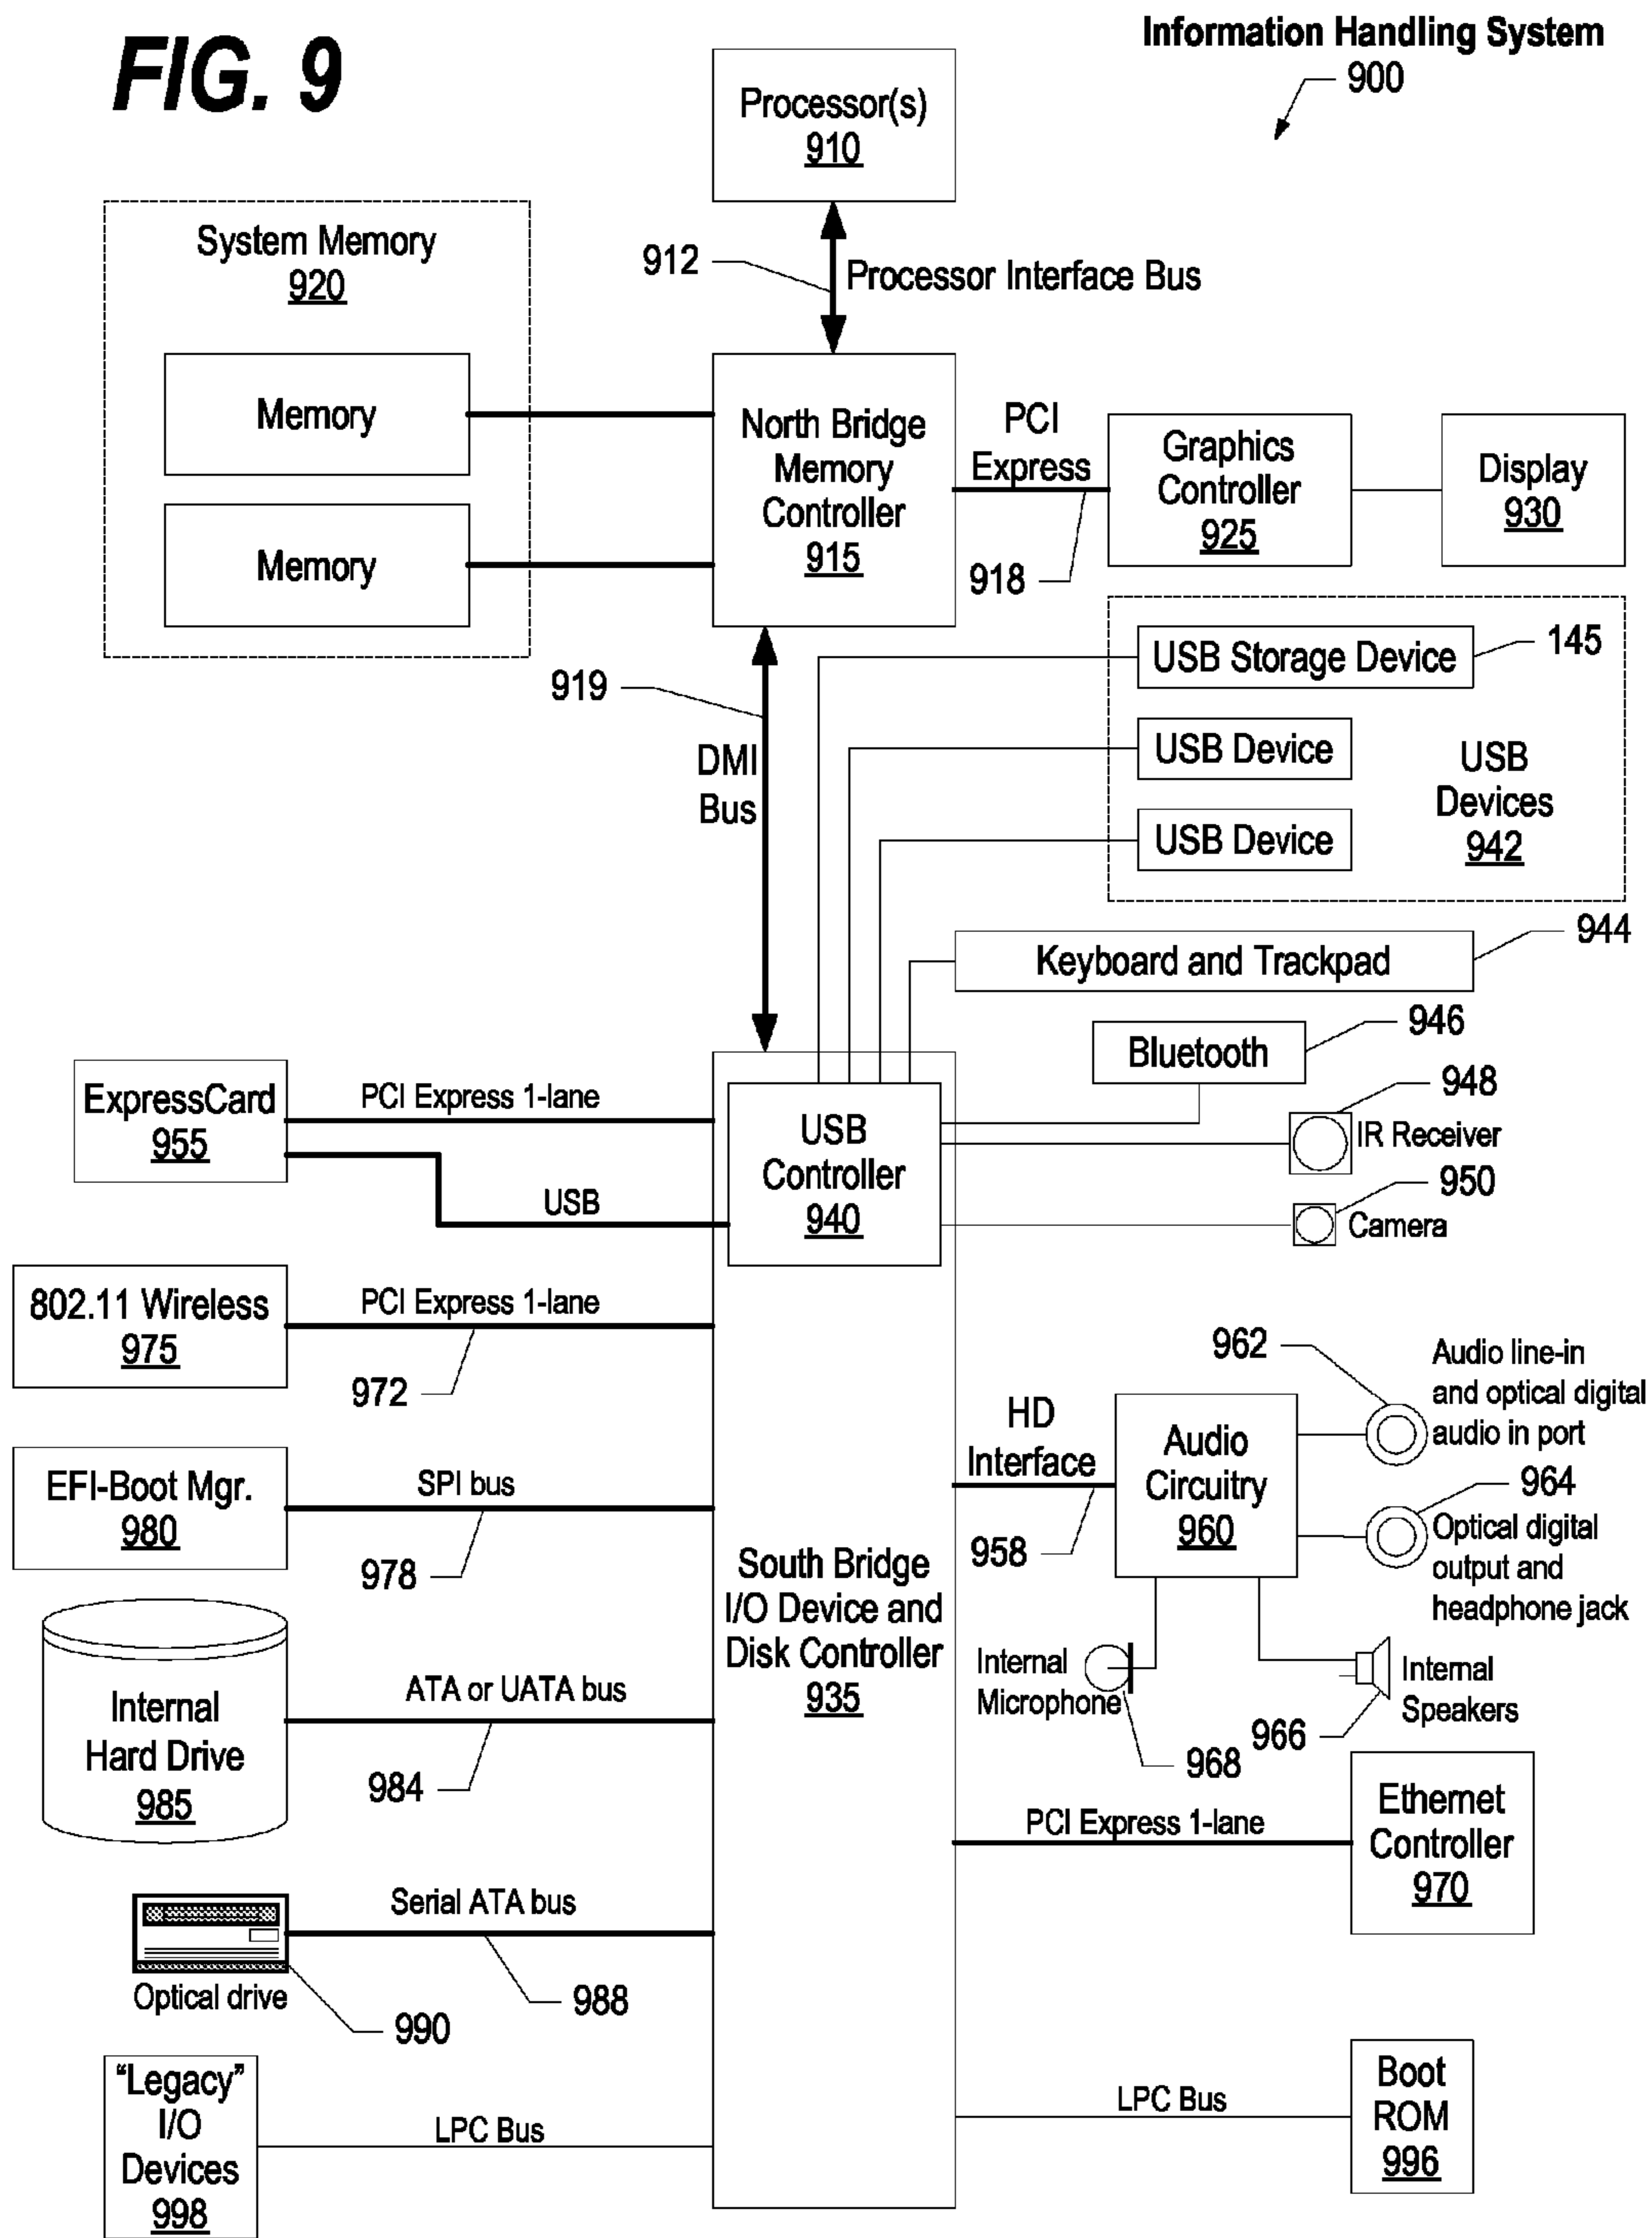 FIG. 9
Information Handling System
900
Processor(s)
910
System Memory
920
912
Processor Interface Bus
Memory
Memory
North Bridge
Memory
Controller
915
PCI
Express
918
Graphics
Controller
925
Display
930
919
DMI
Bus
USB Storage Device
145
USB Device
USB Device
USB
Devices
942
Keyboard and Trackpad
944
Bluetooth
946
948
IR Receiver
950
Camera
ExpressCard
955
PCI Express 1-lane
USB
USB
Controller
940
802.11 Wireless
975
PCI Express 1-lane
972
EFI-Boot Mgr.
980
SPI bus
978
South Bridge
I/O Device and
Disk Controller
935
HD
Interface
958
Audio
Circuitry
960
962
Audio line-in
and optical digital
audio in port
964
Optical digital
output and
headphone jack
Internal
Microphone
968
966
Internal
Speakers
Internal
Hard Drive
985
ATA or UATA bus
984
PCI Express 1-lane
Ethernet
Controller
970
Serial ATA bus
988
Optical drive
990
"Legacy"
I/O
Devices
998
LPC Bus
LPC Bus
Boot
ROM
996